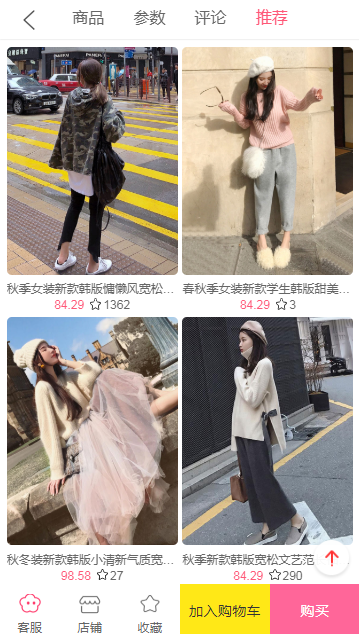 商品 参数 评论 推荐
秋季女装新款韩版慵懒风宽松… 春秋季女装新款学生韩版甜美…
84.29 1362 84.29 3
秋冬装新款韩版小清新气质宽… 秋季新款韩版宽松文艺范
98.58 27 84.29 290
客服 店铺 收藏 加入购物车 购买